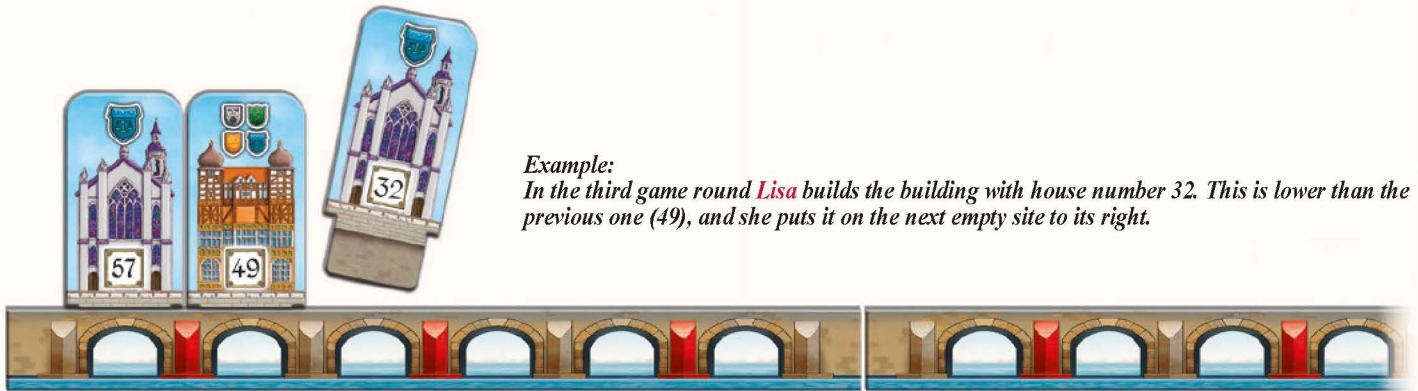 32
57
49
Example:
In the third game round Lisa builds the building with house number 32. This is lower than the
previous one (49), and she puts it on the next empty site to its right.